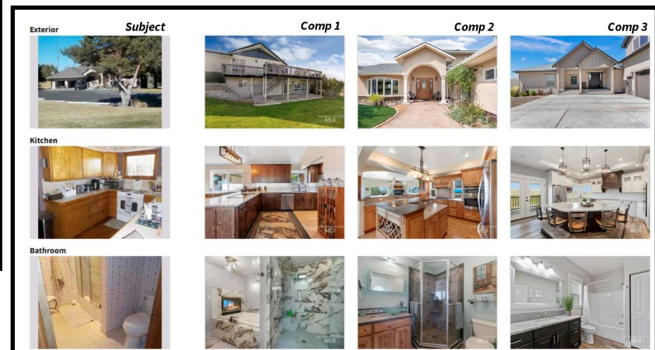 Exterior
Subject
Comp 1
Comp 2
Comp 3
Kitchen
Bathroom